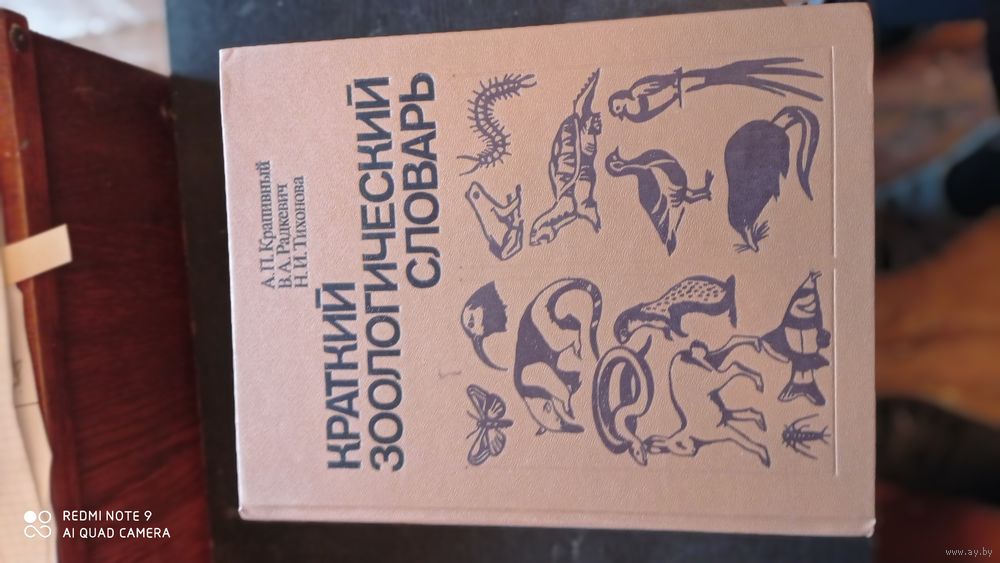 А.П.Крапивный
В.А.Радкевич
Н.И.Тихонова
КРАТКИЙ
ЗООЛОГИЧЕСКИЙ
СЛОВАРЬ
REDMI NOTE 9
AI QUAD CAMERA
www.ay.by